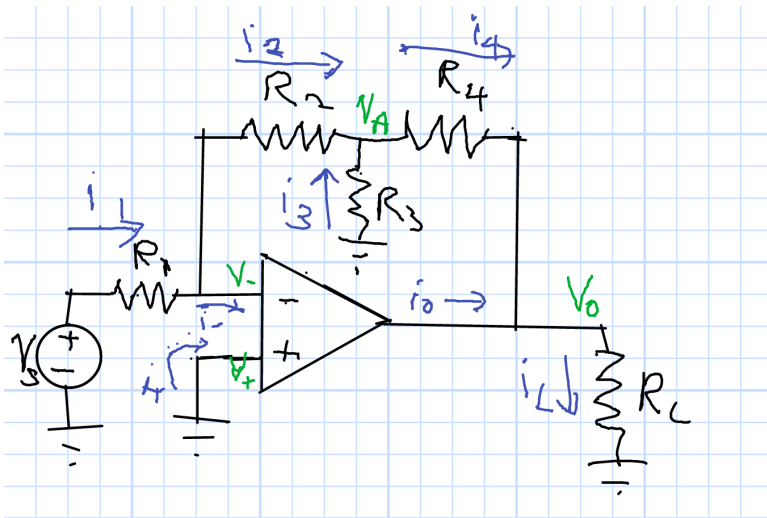 i2 i4
R2 VA R4
i1 i3 R3
R1 V- - i0 V0
i-
VS + - i+ V+ + iL RL